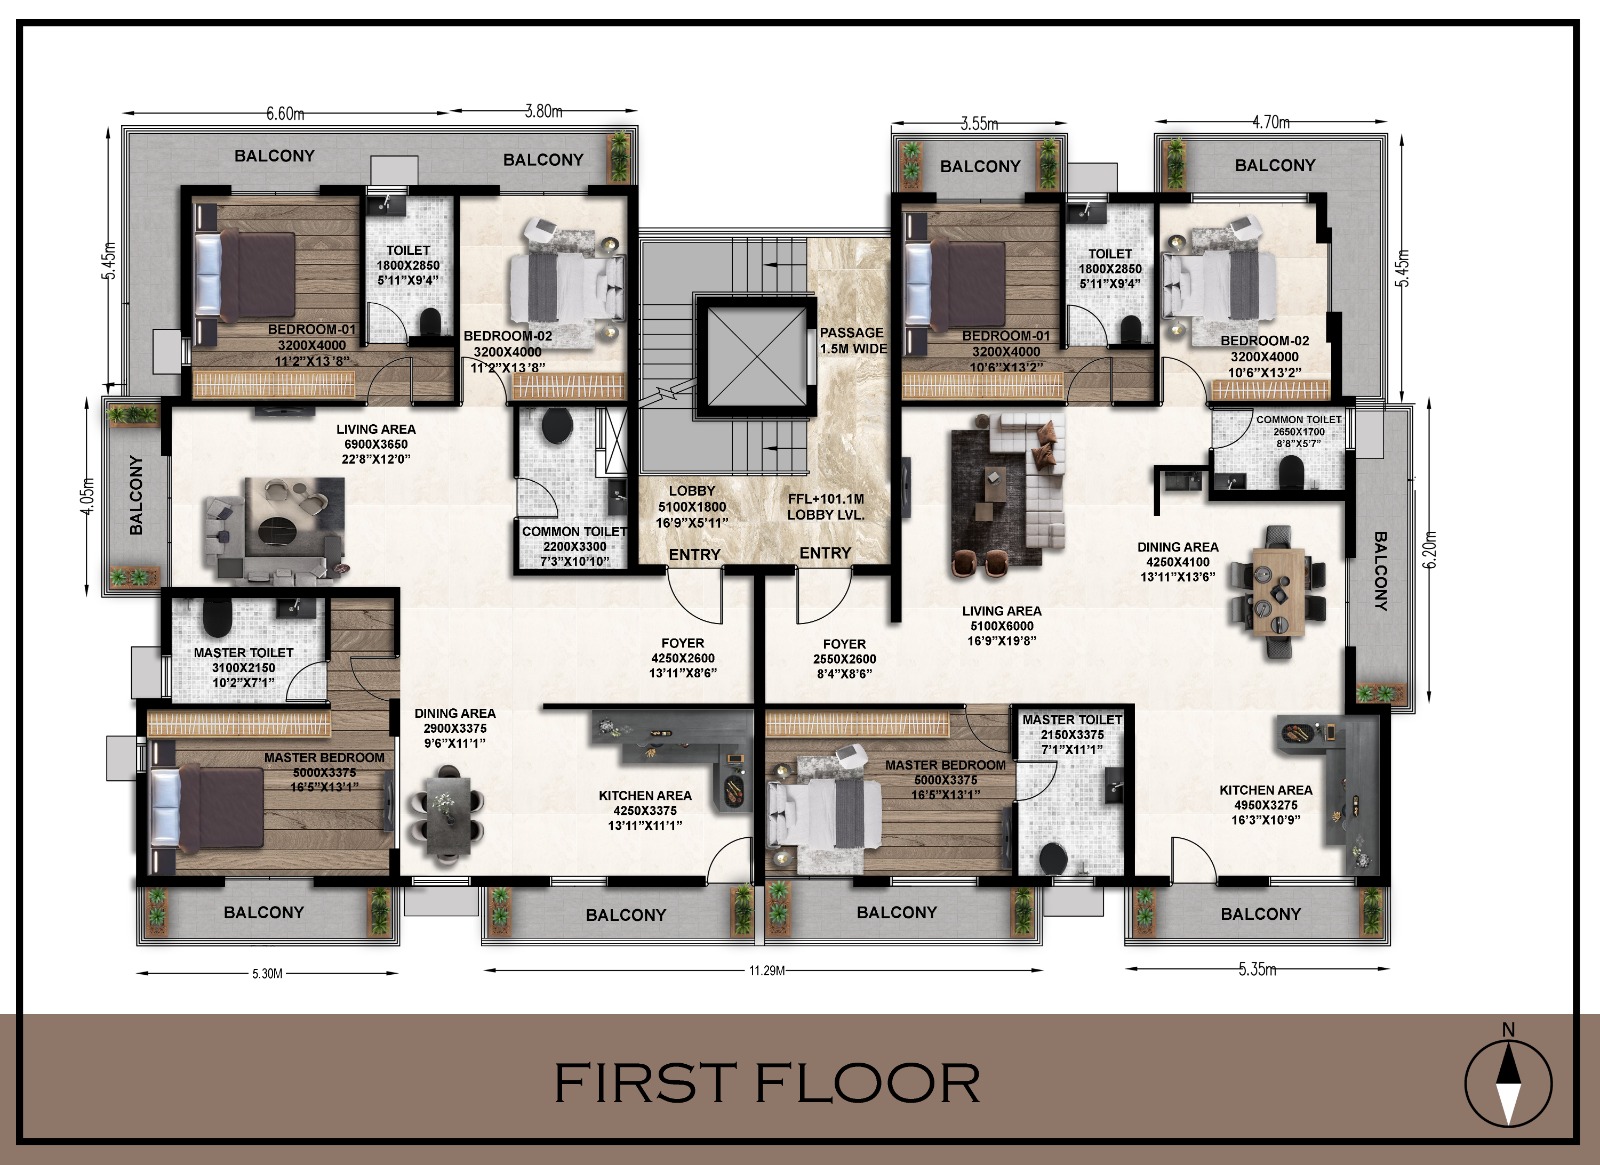 6.60m
3.80m
3.55m
4.70m
BALCONY
BALCONY
BALCONY
BALCONY
5.45m
5.45m
TOILET
1800X2850
5'11"X9'4"
BEDROOM-01
3200X4000
11'2"X13'8"
BEDROOM-02
3200X4000
11'2"X13'8"
PASSAGE
1.5M WIDE
TOILET
1800X2850
5'11"X9'4"
BEDROOM-01
3200X4000
10'6"X13'2"
BEDROOM-02
3200X4000
10'6"X13'2"
LIVING AREA
6900X3650
22'8"X12'0"
COMMON TOILET
2650X1700
8'8"X5'7"
4.05m
BALCONY
LOBBY
5100X1800
16'9"X5'11"
FFL+101.1M
LOBBY LVL.
COMMON TOILET
2200X3300
7'3"X10'10"
ENTRY
ENTRY
DINING AREA
4250X4100
13'11"X13'6"
BALCONY
6.20m
LIVING AREA
5100X6000
16'9"X19'8"
MASTER TOILET
3100X2150
10'2"X7'1"
FOYER
4250X2600
13'11"X8'6"
FOYER
2550X2600
8'4"X8'6"
DINING AREA
2900X3375
9'6"X11'1"
MASTER TOILET
2150X3375
7'1"X11'1"
MASTER BEDROOM
5000X3375
16'5"X13'1"
MASTER BEDROOM
5000X3375
16'5"X13'1"
KITCHEN AREA
4250X3375
13'11"X11'1"
KITCHEN AREA
4950X3275
16'3"X10'9"
BALCONY
BALCONY
BALCONY
BALCONY
5.30M
11.29M
5.35m
N
FIRST FLOOR